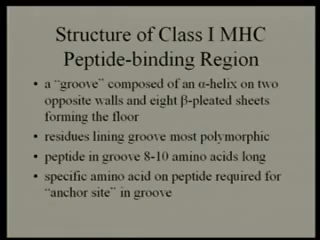 Structure of Class I MHC
Peptide-binding Region
• a “groove” composed of an α-helix on two
opposite walls and eight β-pleated sheets
forming the floor
• residues lining groove most polymorphic
• peptide in groove 8-10 amino acids long
• specific amino acid on peptide required for
“anchor site” in groove